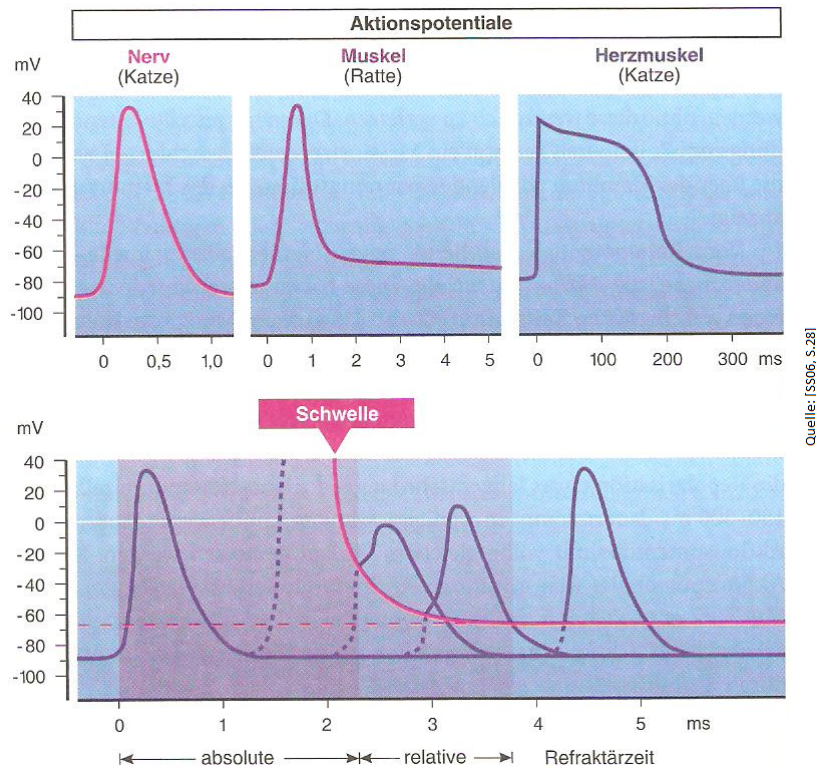 Aktionspotentiale
Nerv
(Katze)
Muskel
(Ratte)
Herzmuskel
(Katze)
mV
40
20
0
-20
-40
-60
-80
-100
0 0,5 1,0
0 1 2 3 4 5
0 100 200 300 ms
Quelle: [SS06, S.28]
Schwelle
mV
40
20
0
-20
-40
-60
-80
-100
0 1 2 3 4 5 ms
absolute relative Refraktärzeit